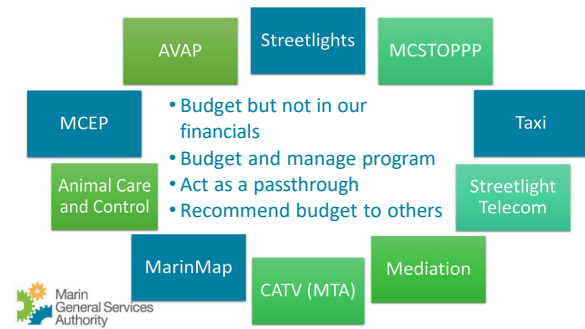 Streetlights
AVAP
MCSTOPPP
MCEP
Taxi
• Budget but not in our
financials
• Budget and manage program
• Act as a passthrough
• Recommend budget to others
Animal Care
and Control
Streetlight
Telecom
MarinMap
Mediation
CATV (MTA)
Marin
General Services
Authority